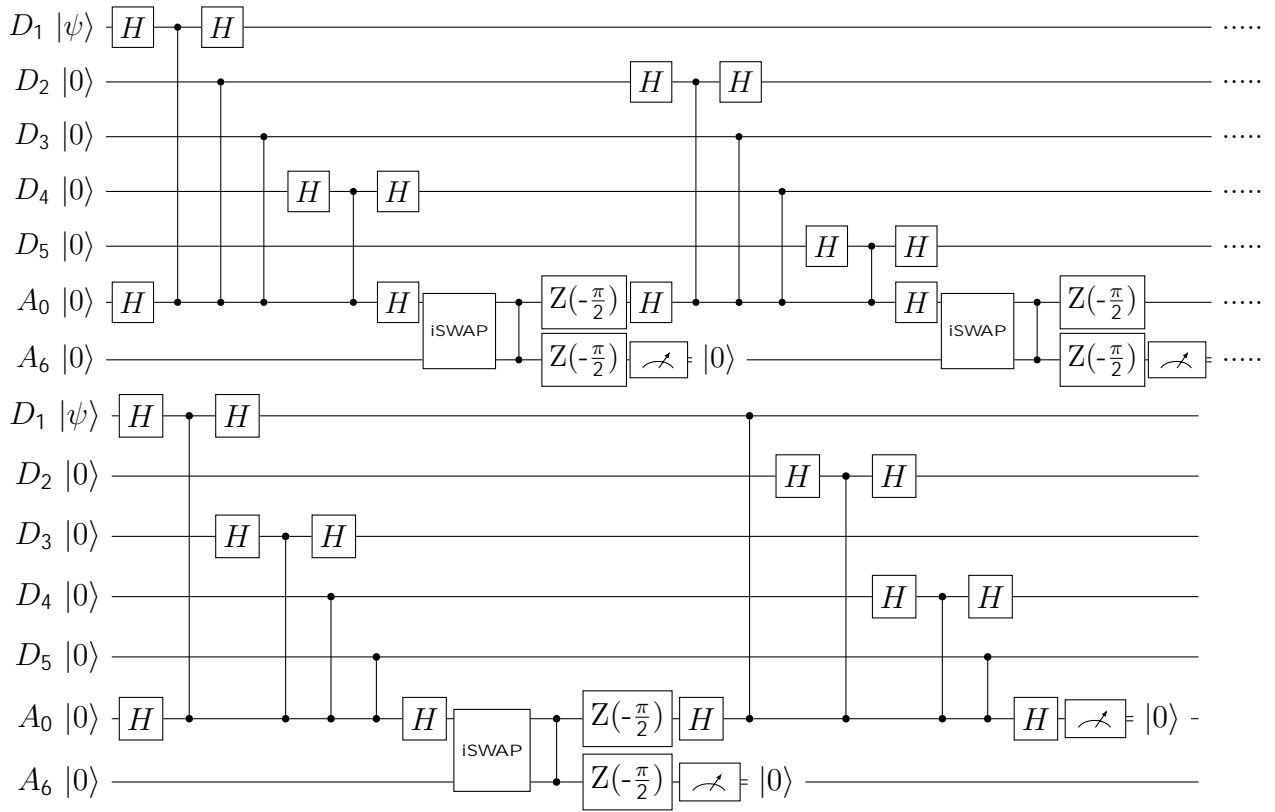 D₁ |ψ⟩ H H .....
D₂ |0⟩ H H .....
D₃ |0⟩ .....
D₄ |0⟩ H H .....
D₅ |0⟩ H H .....
A₀ |0⟩ H H iSWAP Z(-π/2) H H iSWAP Z(-π/2) .....
A₆ |0⟩ Z(-π/2) = |0⟩ Z(-π/2) = .....
D₁ |ψ⟩ H H
D₂ |0⟩ H H
D₃ |0⟩ H H
D₄ |0⟩ H H
D₅ |0⟩
A₀ |0⟩ H H iSWAP Z(-π/2) H H = |0⟩
A₆ |0⟩ Z(-π/2) = |0⟩